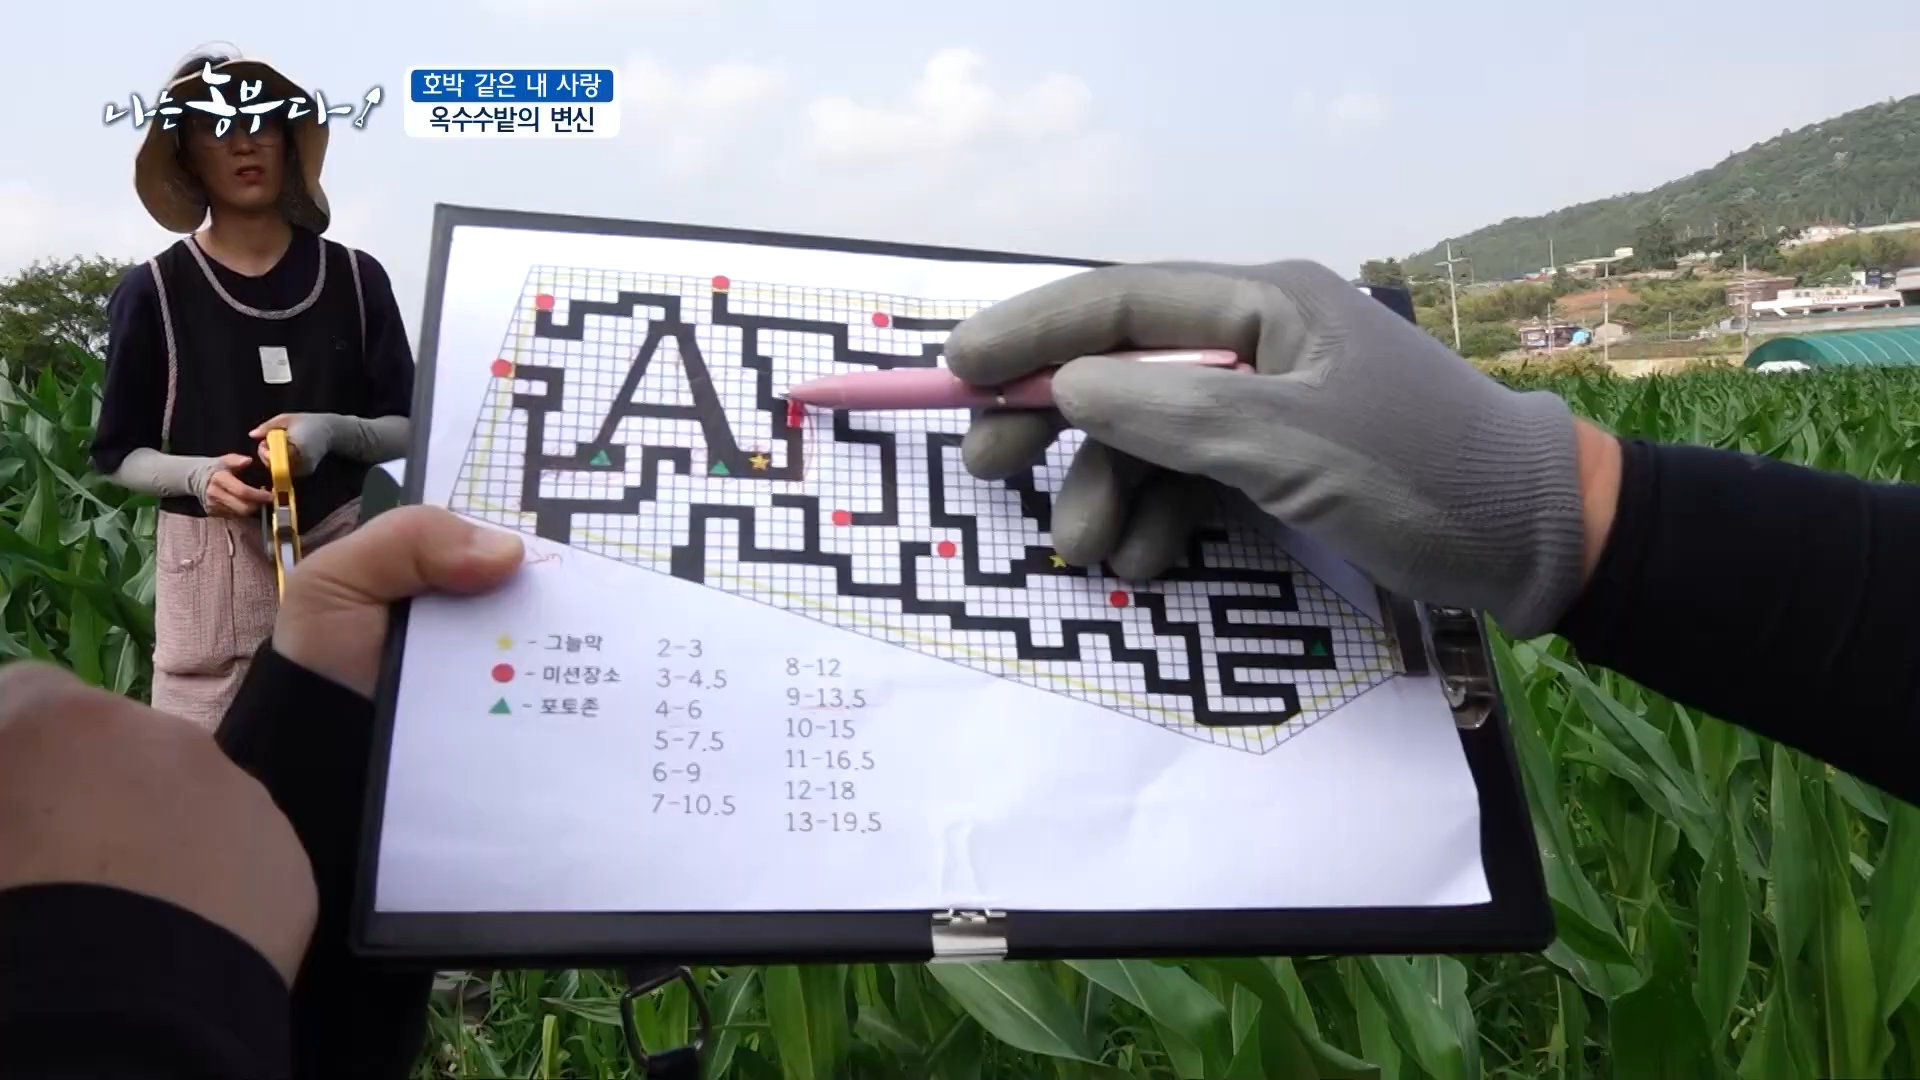 나는 농부다!
호박 같은 내 사랑
옥수수밭의 변신
A
- 그늘막
- 미션장소
- 포토존
2-3
3-4.5
4-6
5-7.5
6-9
7-10.5
8-12
9-13.5
10-15
11-16.5
12-18
13-19.5